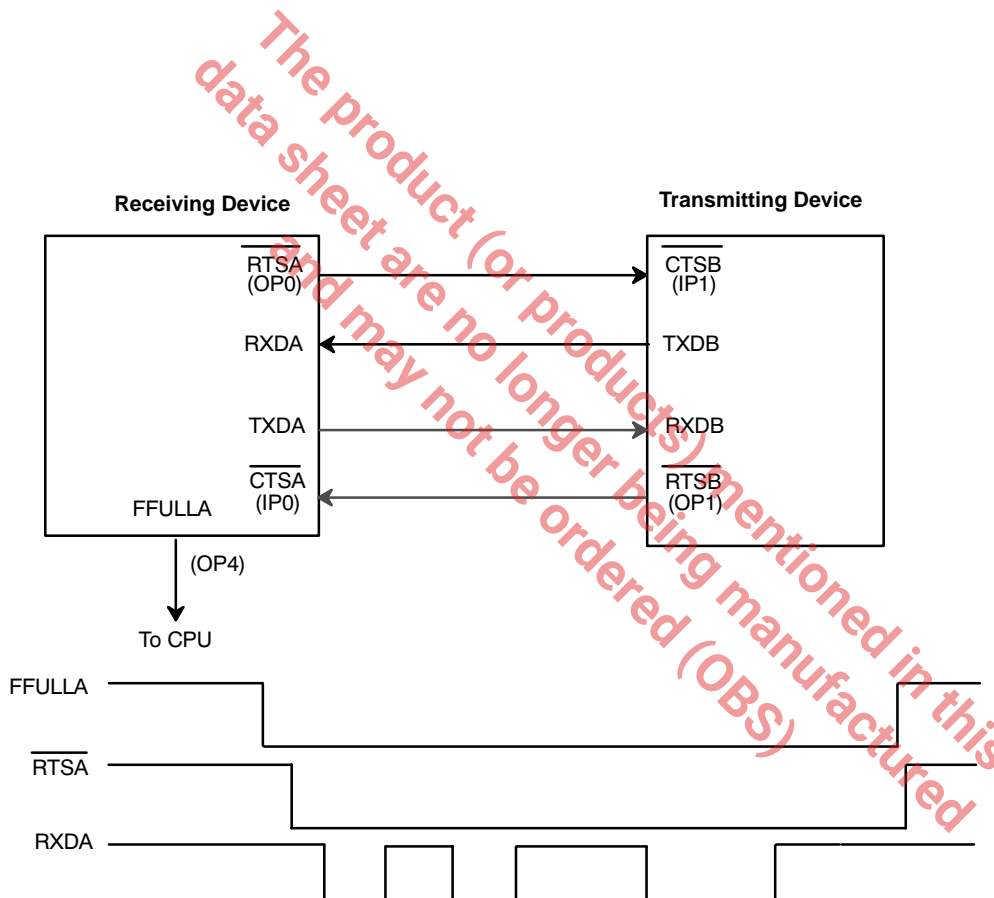 The product (or products) mentioned in this
data sheet are no longer being manufactured
and may not be ordered (OBS)
Receiving Device
Transmitting Device
RTSA
(OP0)
CTSB
(IP1)
RXDA
TXDB
TXDA
RXDB
CTSA
(IP0)
RTSB
(OP1)
FFULLA
(OP4)
To CPU
FFULLA
RTSA
RXDA